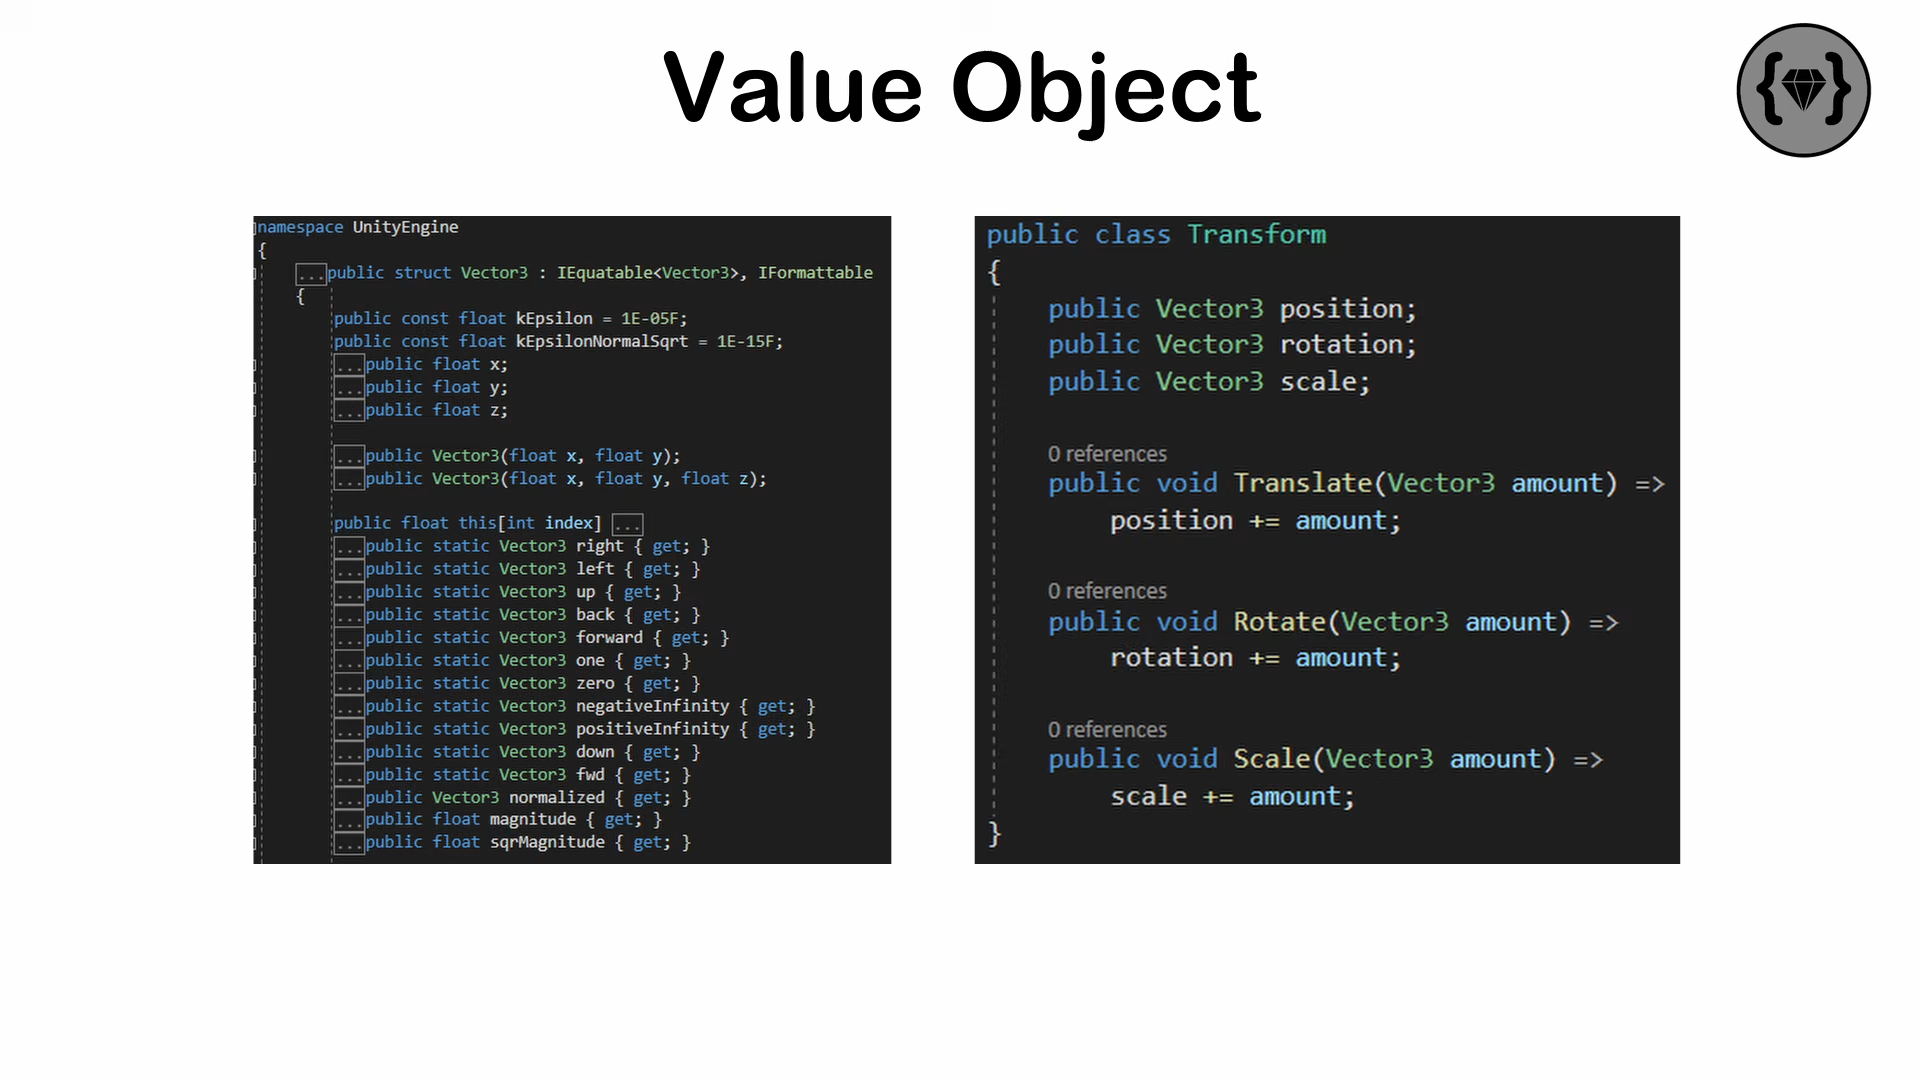 Value Object
namespace UnityEngine
{
...public struct Vector3 : IEquatable<Vector3>, IFormattable
{
public const float kEpsilon = 1E-05F;
public const float kEpsilonNormalSqrt = 1E-15F;
...public float x;
...public float y;
...public float z;
...public Vector3(float x, float y);
...public Vector3(float x, float y, float z);
public float this[int index] ...
...public static Vector3 right { get; }
...public static Vector3 left { get; }
...public static Vector3 up { get; }
...public static Vector3 back { get; }
...public static Vector3 forward { get; }
...public static Vector3 one { get; }
...public static Vector3 zero { get; }
...public static Vector3 negativeInfinity { get; }
...public static Vector3 positiveInfinity { get; }
...public static Vector3 down { get; }
...public static Vector3 fwd { get; }
...public Vector3 normalized { get; }
...public float magnitude { get; }
...public float sqrMagnitude { get; }
public class Transform
{
public Vector3 position;
public Vector3 rotation;
public Vector3 scale;
0 references
public void Translate(Vector3 amount) =>
position += amount;
0 references
public void Rotate(Vector3 amount) =>
rotation += amount;
0 references
public void Scale(Vector3 amount) =>
scale += amount;
}